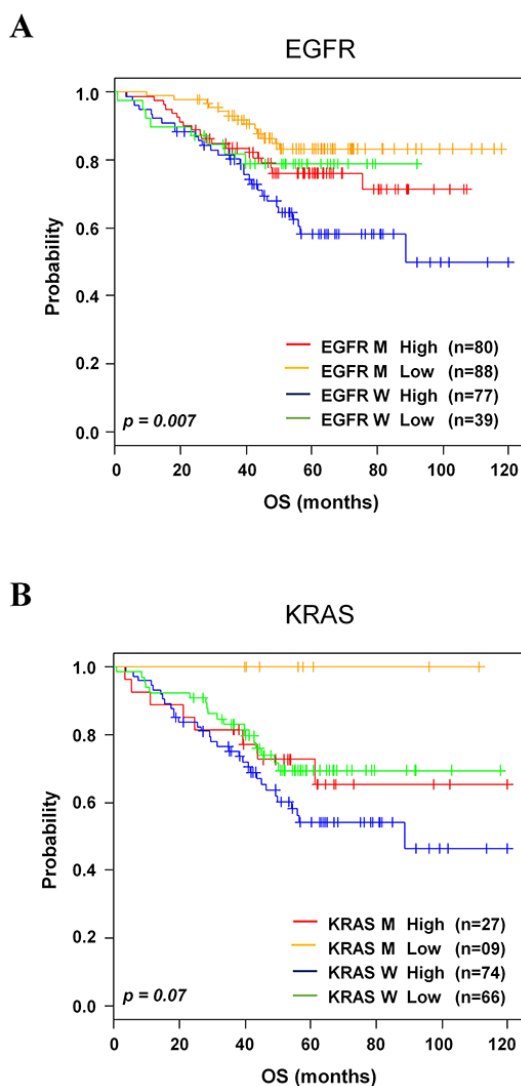 A
EGFR
1.0
0.8
0.6
0.4
0.2
0.0
Probability
EGFR M High (n=80)
EGFR M Low (n=88)
EGFR W High (n=77)
EGFR W Low (n=39)
p = 0.007
0 20 40 60 80 100 120
OS (months)
B
KRAS
1.0
0.8
0.6
0.4
0.2
0.0
Probability
KRAS M High (n=27)
KRAS M Low (n=09)
KRAS W High (n=74)
KRAS W Low (n=66)
p = 0.07
0 20 40 60 80 100 120
OS (months)